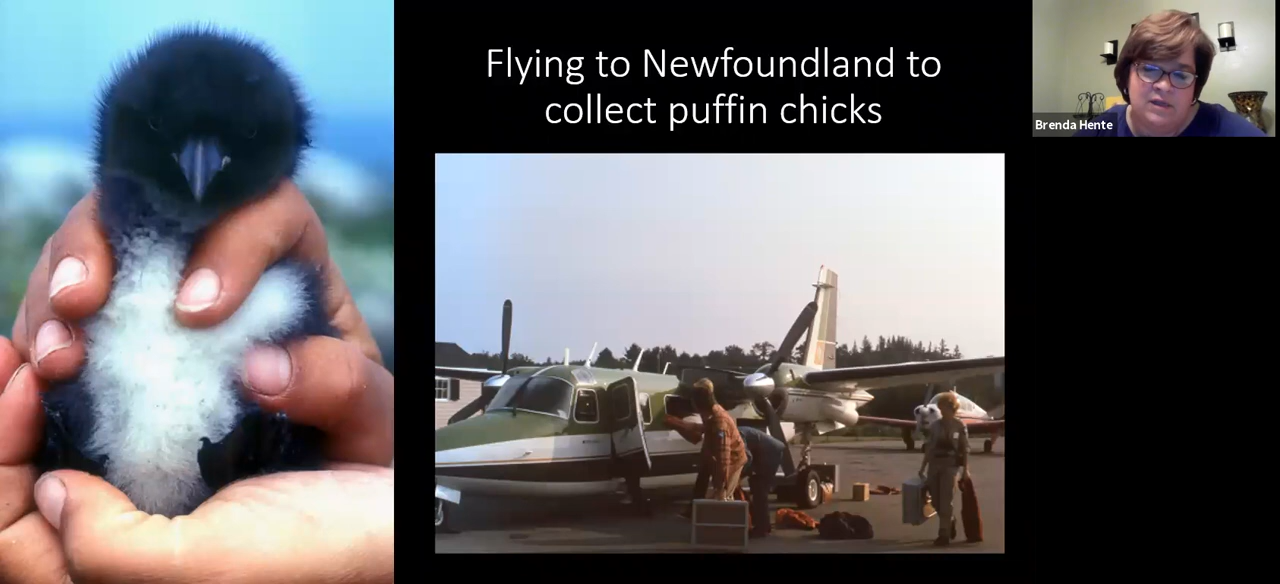 Flying to Newfoundland to
collect puffin chicks
Brenda Hente